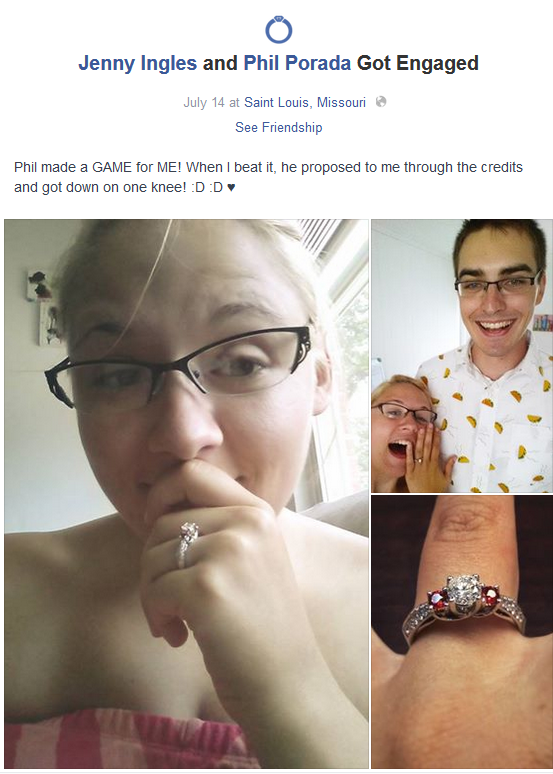 Jenny Ingles and Phil Porada Got Engaged
July 14 at Saint Louis, Missouri
See Friendship
Phil made a GAME for ME! When I beat it, he proposed to me through the credits
and got down on one knee! :D :D ♥